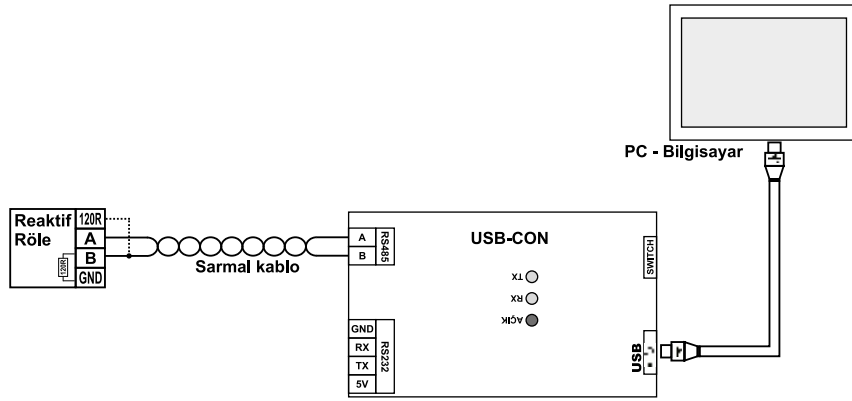 PC - Bilgisayar
Reaktif
Röle
120R
A
B
GND
120R
Sarmal kablo
A
B
RS485
USB-CON
SWITCH
TX
RX
AÇIK
GND
RX
TX
5V
RS232
USB